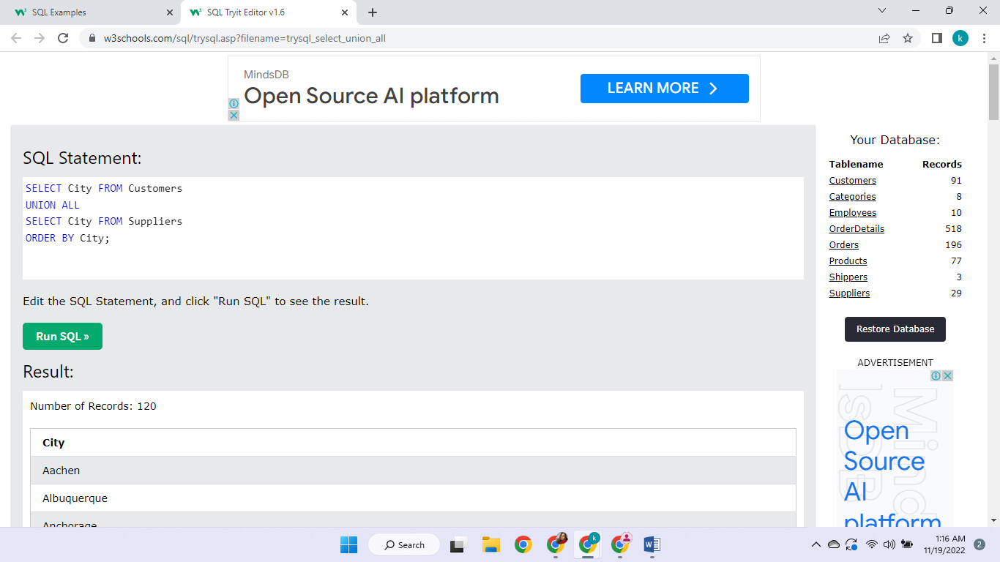 SQL Examples
SQL Tryit Editor v1.6
w3schools.com/sql/trysql.asp?filename=trysql_select_union_all
k
MindsDB
Open Source AI platform
LEARN MORE
SQL Statement:
SELECT City FROM Customers
UNION ALL
SELECT City FROM Suppliers
ORDER BY City;
Edit the SQL Statement, and click "Run SQL" to see the result.
Run SQL »
Result:
Number of Records: 120
City
Aachen
Albuquerque
Anchorage
Your Database:
Tablename Records
Customers 91
Categories 8
Employees 10
OrderDetails 518
Orders 196
Products 77
Shippers 3
Suppliers 29
Restore Database
ADVERTISEMENT
MindsDB
Open
Source
AI
platform
Search
k
1:16 AM
11/19/2022
2